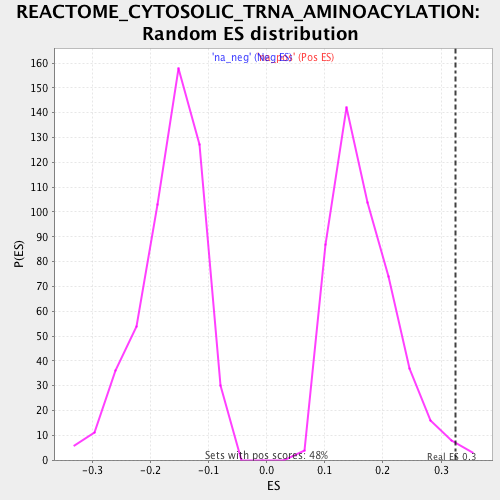 REACTOME_CYTOSOLIC_TRNA_AMINOACYLATION:
Random ES distribution
'na_neg' (Neg ES) (Pos ES)
160
150
140
130
120
110
100
90
80
70
60
50
40
30
20
10
0
P(ES)
Sets with pos scores: 48%
Real ES 0.3
-0.3 -0.2 -0.1 0.0 0.1 0.2 0.3
ES